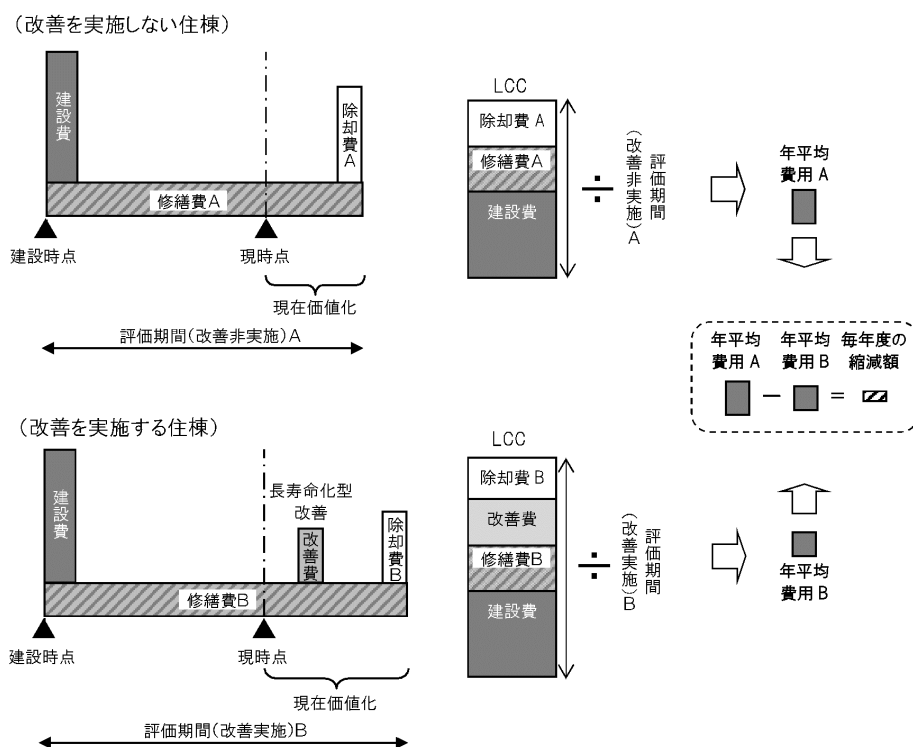 (改善を実施しない住棟)
建設費
除却費A
修繕費A
建設時点
現時点
現在価値化
評価期間(改善非実施)A
LCC
除却費A
修繕費A
建設費
÷
評価期間
(改善非実施)A
年平均
費用A
年平均
費用A
年平均
費用B
毎年度の
縮減額
− =
(改善を実施する住棟)
建設費
長寿命化型
改善
改善費
除却費B
修繕費B
建設時点
現時点
現在価値化
評価期間(改善実施)B
LCC
除却費B
改善費
修繕費B
建設費
÷
評価期間
(改善実施)B
年平均
費用B